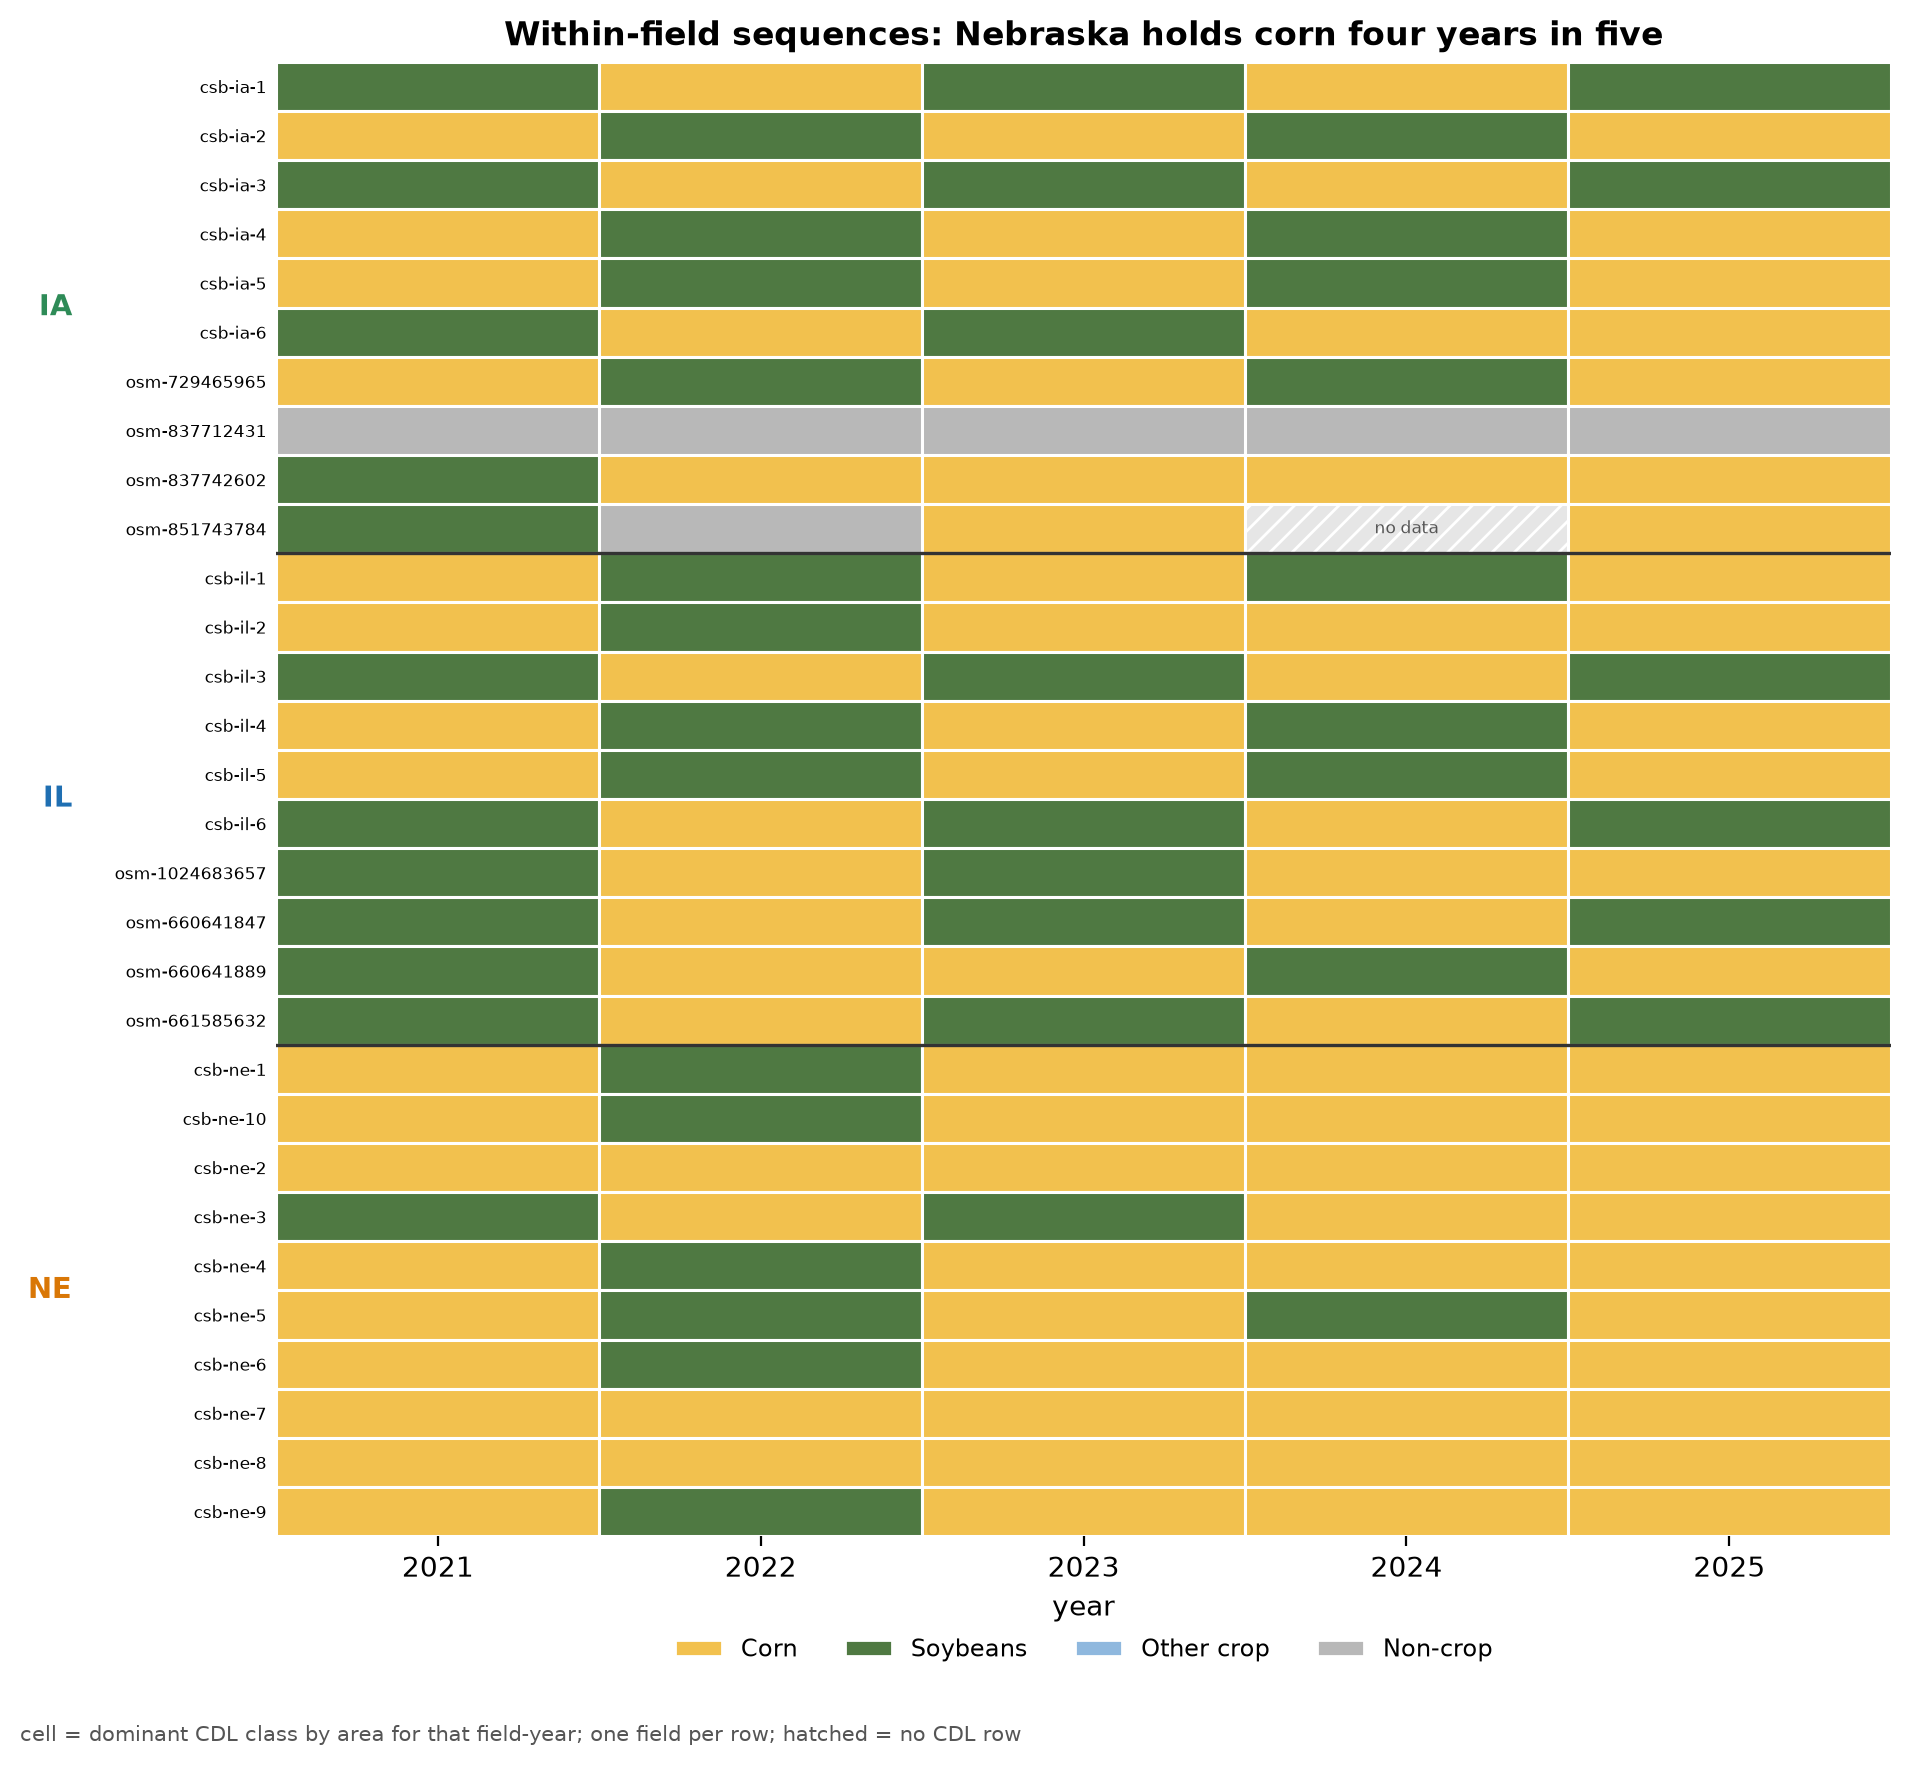 Within-field sequences: Nebraska holds corn four years in five
csb-ia-1
csb-ia-2
csb-ia-3
csb-ia-4
csb-ia-5
IA
csb-ia-6
osm-729465965
osm-837712431
osm-837742602
osm-851743784
no data
csb-il-1
csb-il-2
csb-il-3
csb-il-4
csb-il-5
IL
csb-il-6
osm-1024683657
osm-660641847
osm-660641889
osm-661585632
csb-ne-1
csb-ne-10
csb-ne-2
csb-ne-3
csb-ne-4
NE
csb-ne-5
csb-ne-6
csb-ne-7
csb-ne-8
csb-ne-9
2021 2022 2023 2024 2025
year
Corn Soybeans Other crop Non-crop
cell = dominant CDL class by area for that field-year; one field per row; hatched = no CDL row